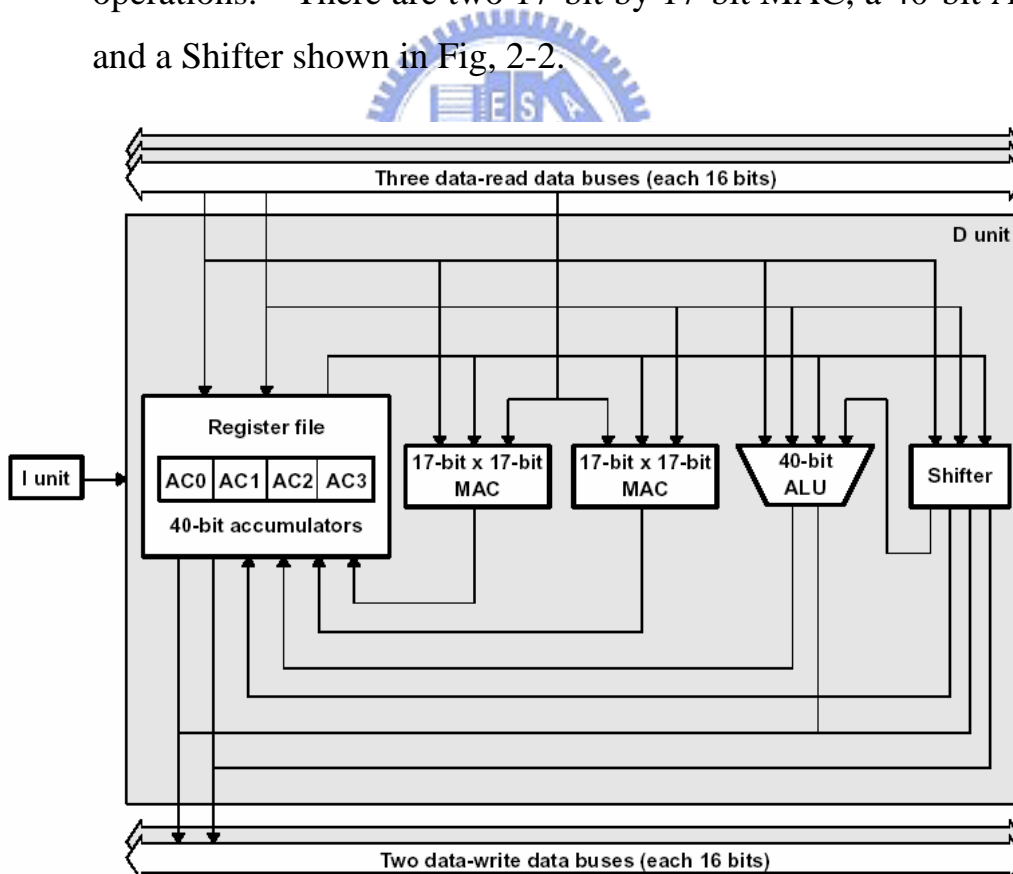 operations. There are two 17-bit-by-17-bit MAC, a 40-bit
and a Shifter shown in Fig, 2-2.
E S A
Three data-read data buses (each 16 bits)
D unit
Register file
AC0 AC1 AC2 AC3
40-bit accumulators
I unit
17-bit x 17-bit
MAC
17-bit x 17-bit
MAC
40-bit
ALU
Shifter
Two data-write data buses (each 16 bits)